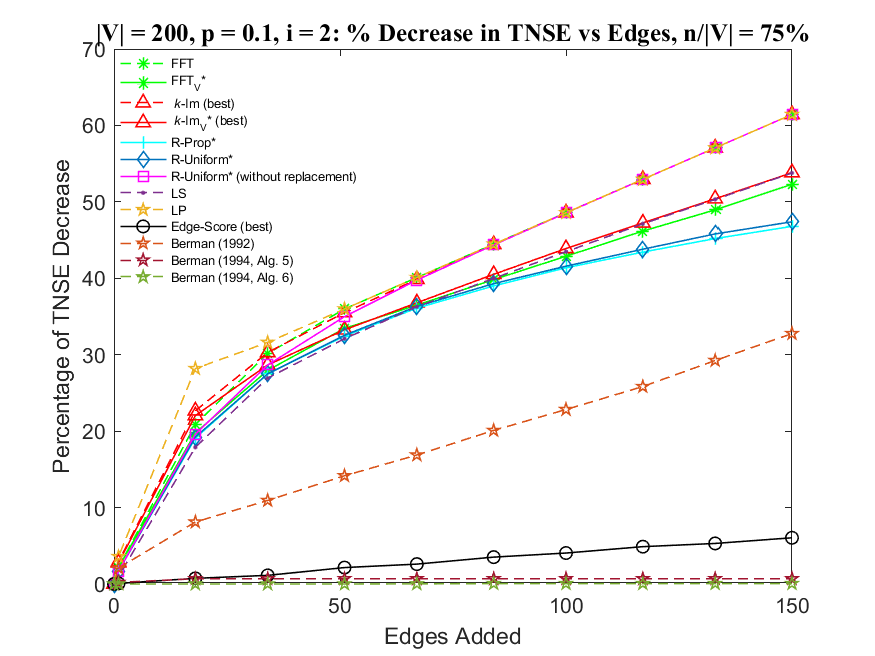 |V| = 200, p = 0.1, i = 2: % Decrease in TNSE vs Edges, n/|V| = 75%
70
60
50
40
30
20
10
0
Percentage of TNSE Decrease
FFT
FFT_V*
k-lm (best)
k-lm_V* (best)
R-Prop*
R-Uniform*
R-Uniform* (without replacement)
LS
LP
Edge-Score (best)
Berman (1992)
Berman (1994, Alg. 5)
Berman (1994, Alg. 6)
0 50 100 150
Edges Added